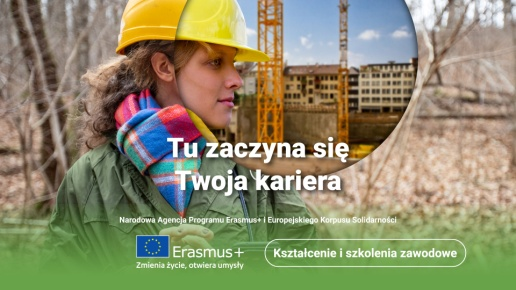 Tu zaczyna się
Twoja kariera
Narodowa Agencja Programu Erasmus+ i Europejskiego Korpusu Solidarności
Erasmus+
Zmienia życie, otwiera umysły
Kształcenie i szkolenia zawodowe